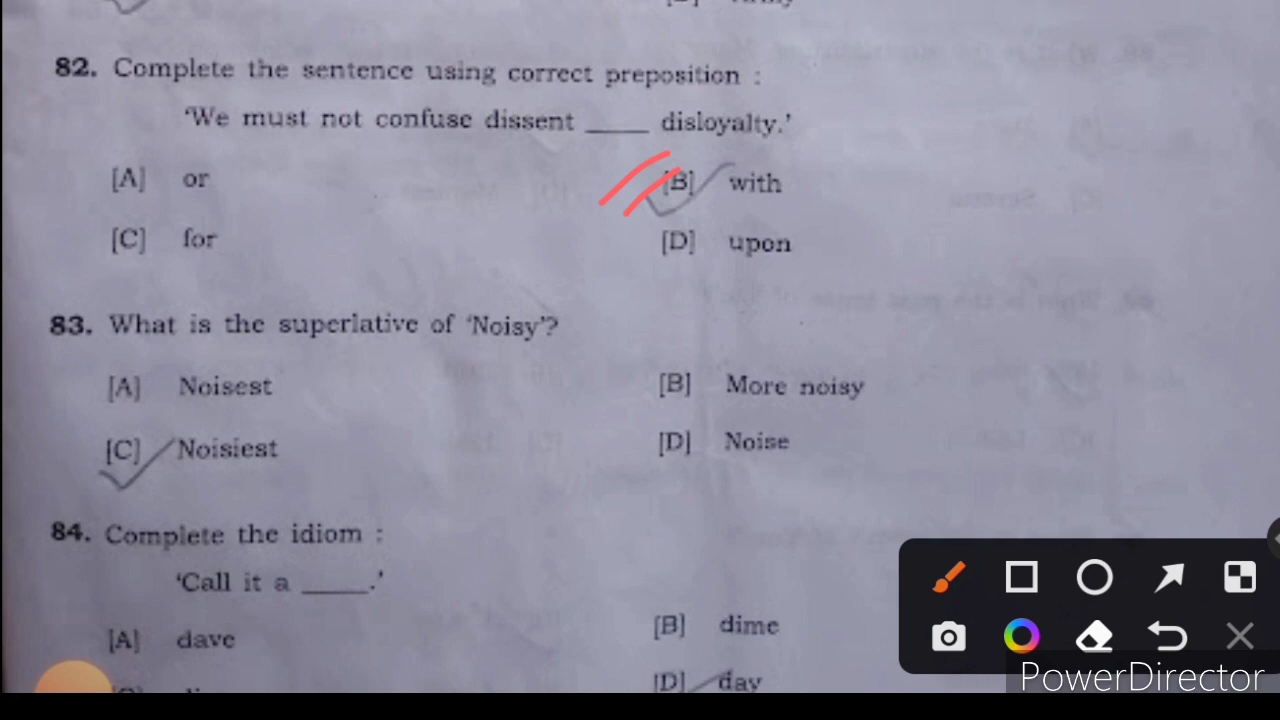 82. Complete the sentence using correct preposition :
'We must not confuse dissent ____ disloyalty.'
[A] or [B] with
[C] for [D] upon
83. What is the superlative of 'Noisy'?
[A] Noisest [B] More noisy
[C] Noisiest [D] Noise
84. Complete the idiom :
'Call it a ____.'
[A] dave [B] dime
[D] day
PowerDirector